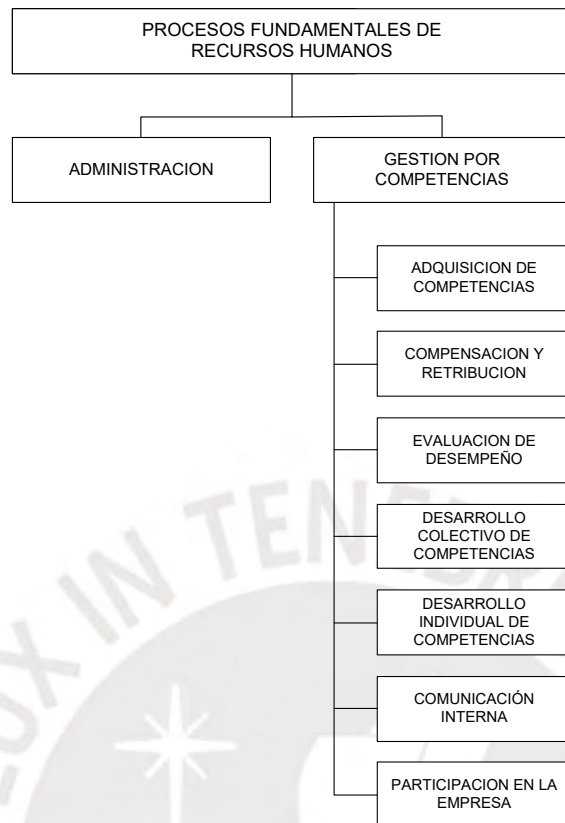 PROCESOS FUNDAMENTALES DE
RECURSOS HUMANOS
ADMINISTRACION
GESTION POR
COMPETENCIAS
ADQUISICION DE
COMPETENCIAS
COMPENSACION Y
RETRIBUCION
EVALUACION DE
DESEMPEÑO
DESARROLLO
COLECTIVO DE
COMPETENCIAS
DESARROLLO
INDIVIDUAL DE
COMPETENCIAS
COMUNICACIÓN
INTERNA
PARTICIPACION EN LA
EMPRESA
IN